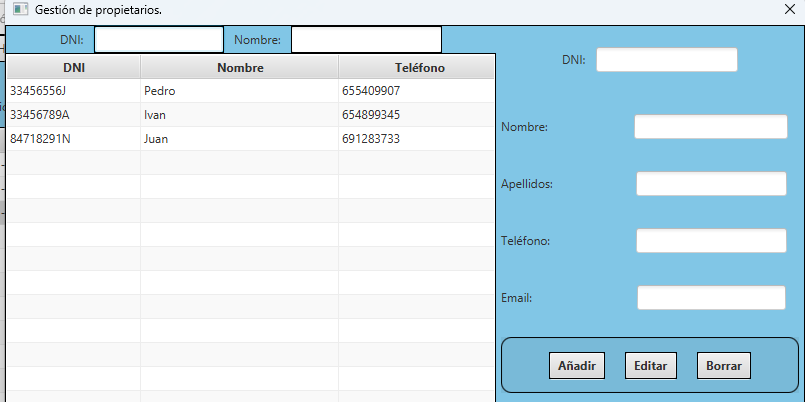 Gestión de propietarios.
DNI: Nombre:
DNI Nombre Teléfono
33456556J Pedro 655409907
33456789A Ivan 654899345
84718291N Juan 691283733
DNI:
Nombre:
Apellidos:
Teléfono:
Email:
Añadir Editar Borrar